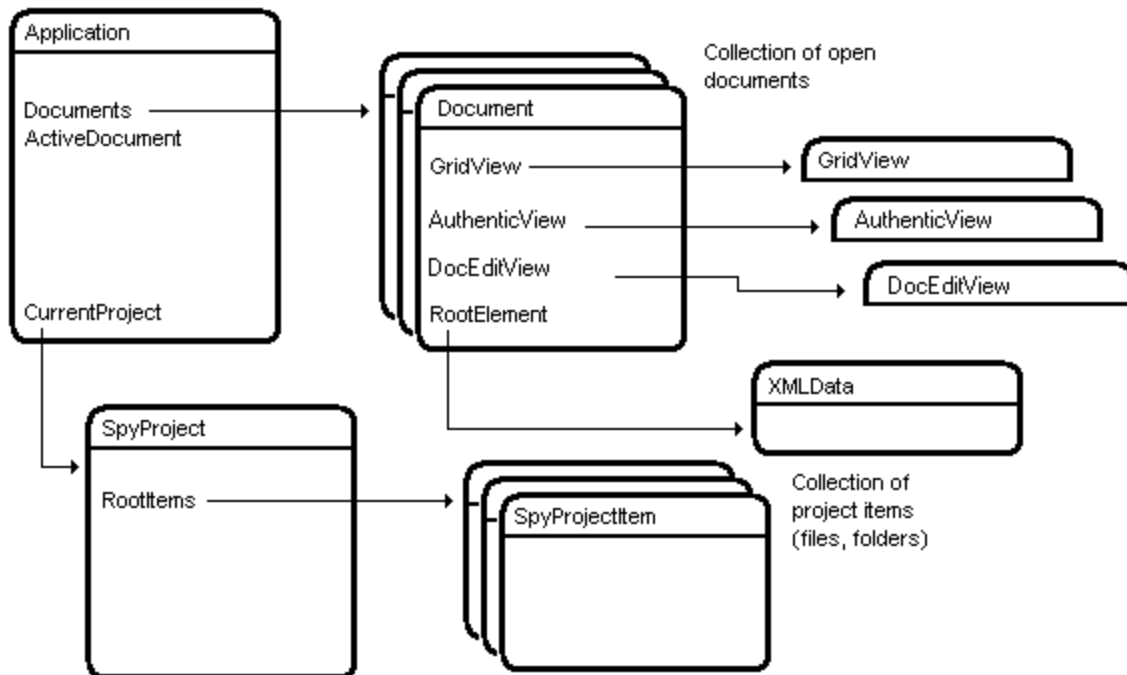 Application
Documents
ActiveDocument
CurrentProject
Collection of open
documents
Document
GridView
AuthenticView
DocEditView
RootElement
GridView
AuthenticView
DocEditView
XMLData
SpyProject
RootItems
SpyProjectItem
Collection of
project items
(files, folders)